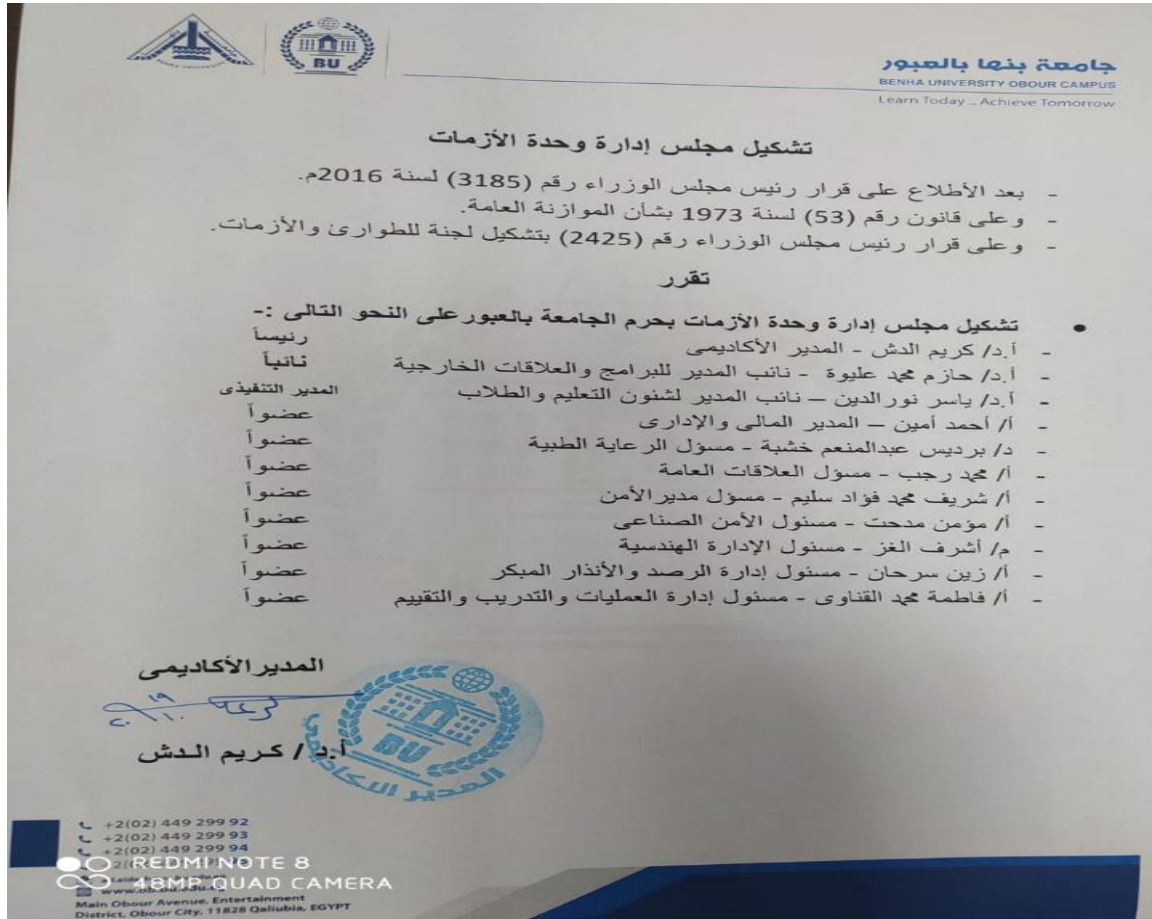 BENHA UNIVERSITY
BU
جامعة بنها بالعبور
BENHA UNIVERSITY OBOUR CAMPUS
Learn Today .. Achieve Tomorrow
تشكيل مجلس إدارة وحدة الأزمات
- بعد الأطلاع على قرار رئيس مجلس الوزراء رقم (3185) لسنة 2016م.
- وعلى قانون رقم (53) لسنة 1973 بشأن الموازنة العامة.
- وعلى قرار رئيس مجلس الوزراء رقم (2425) بتشكيل لجنة للطوارئ والأزمات.
تقرر
• تشكيل مجلس إدارة وحدة الأزمات بحرم الجامعة بالعبور على النحو التالى :-
- أ.د/ كريم الدش - المدير الأكاديمى رئيساً
- أ.د/ حازم محمد عليوة - نائب المدير للبرامج والعلاقات الخارجية نائباً
- أ.د/ ياسر نور الدين – نائب المدير لشئون التعليم والطلاب المدير التنفيذى
- أ/ أحمد أمين – المدير المالى والإدارى عضواً
- د/ برديس عبدالمنعم خشبة - مسؤل الرعاية الطبية عضواً
- أ/ محمد رجب - مسؤل العلاقات العامة عضواً
- أ/ شريف محمد فؤاد سليم - مسؤل مدير الأمن عضواً
- أ/ مؤمن مدحت - مسئول الأمن الصناعى عضواً
- م/ أشرف الغز - مسئول الإدارة الهندسية عضواً
- أ/ زين سرحان - مسئول إدارة الرصد والأنذار المبكر عضواً
- أ/ فاطمة محمد القناوى - مسئول إدارة العمليات والتدريب والتقييم عضواً
المدير الأكاديمى
أ.د / كريم الدش
BU
المدير الاكاديمي
+2(02) 449 299 92
+2(02) 449 299 93
+2(02) 449 299 94
REDMI NOTE 8
48MP QUAD CAMERA
Main Obour Avenue, Entertainment
District, Obour City, 11828 Qaliubia, EGYPT